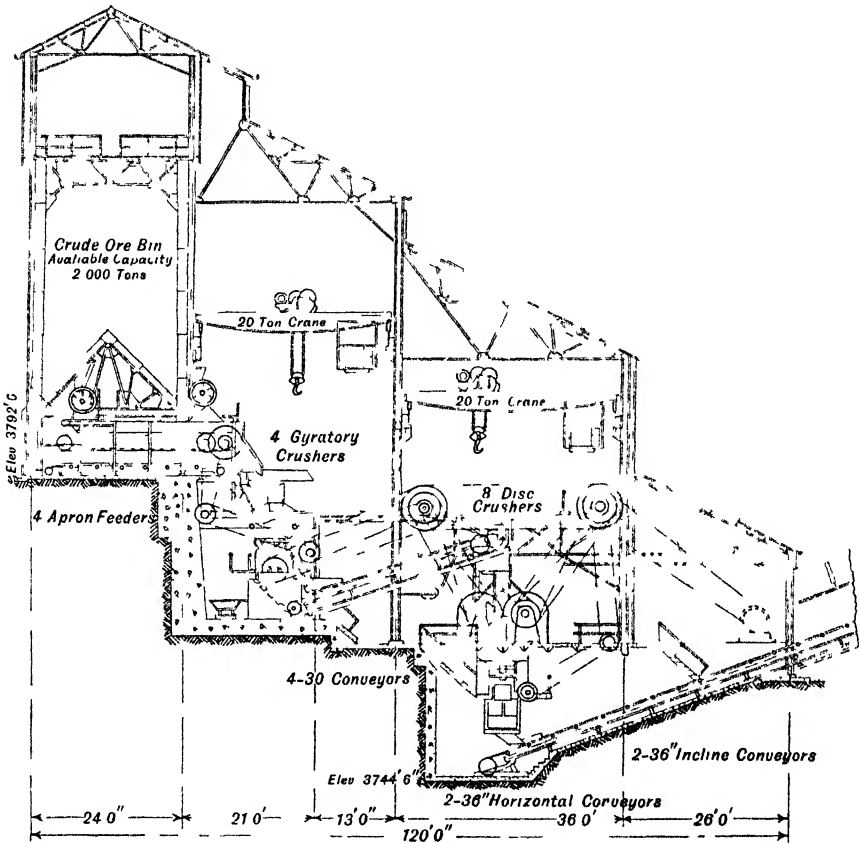 Crude Ore Bin
Available Capacity
2 000 Tons
20 Ton Crane
20 Ton Crane
Elev 3792' 6
4 Gyratory
Crushers
8 Disc
Crushers
4 Apron Feeders
4-30 Conveyors
2-36" Incline Conveyors
Elev 3744' 6"
2-36" Horizontal Conveyors
24 0"
21 0'
13' 0"
36 0'
26' 0'
120' 0"